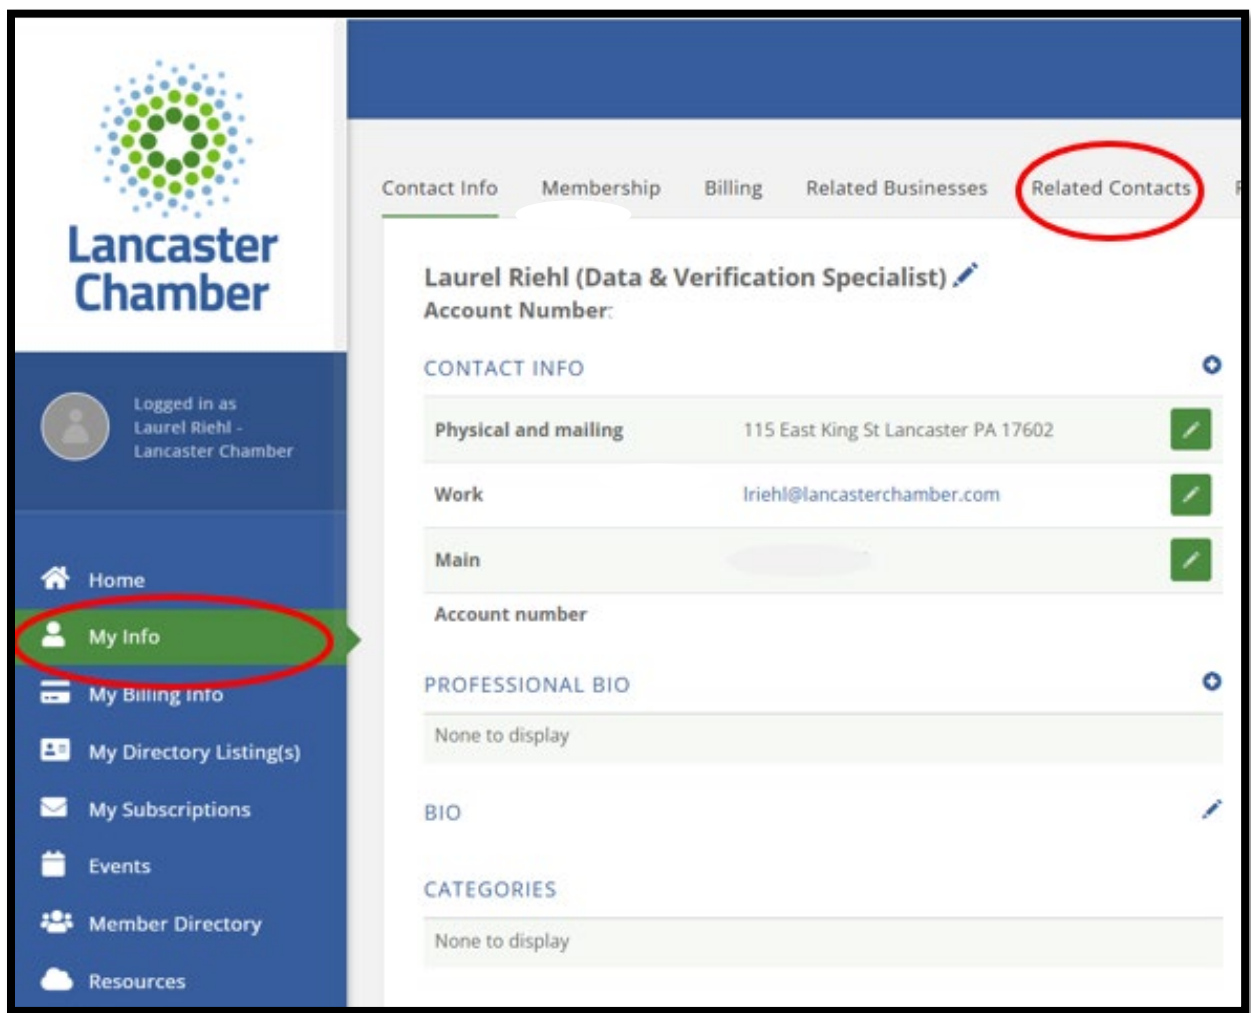 Lancaster
Chamber
Logged in as
Laurel Riehl -
Lancaster Chamber
Home
My Info
My Billing Info
My Directory Listing(s)
My Subscriptions
Events
Member Directory
Resources
Contact Info Membership Billing Related Businesses Related Contacts
Laurel Riehl (Data & Verification Specialist)
Account Number:
CONTACT INFO
Physical and mailing 115 East King St Lancaster PA 17602
Work lriehl@lancasterchamber.com
Main
Account number
PROFESSIONAL BIO
None to display
BIO
CATEGORIES
None to display